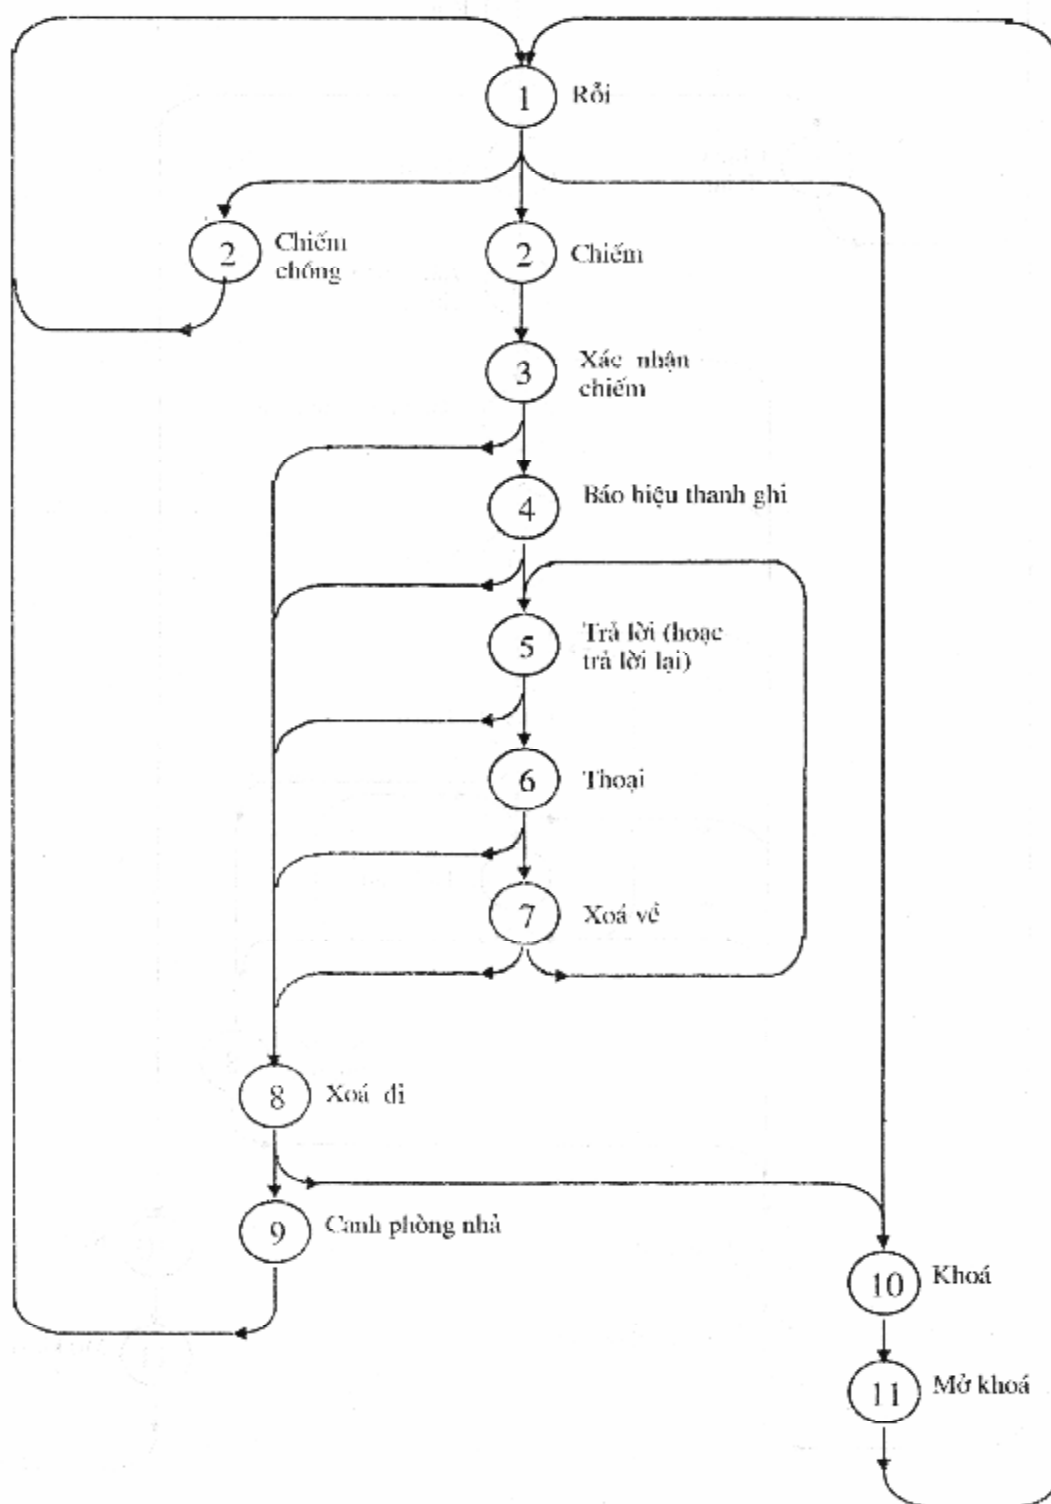 1 Rỗi
2 Chiếm
chóng
2 Chiếm
3 Xác nhận
chiếm
4 Báo hiệu thanh ghi
5 Trả lời (hoạc
trả lời lại)
6 Thoại
7 Xoá về
8 Xoá đi
9 Canh phòng nhả
10 Khoá
11 Mở khoá